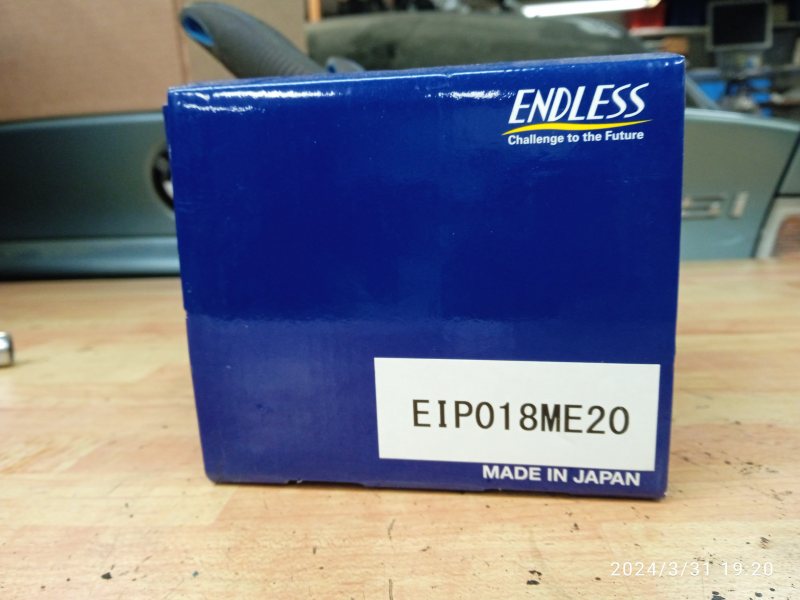 ENDLESS
Challenge to the Future
EIP018ME20
MADE IN JAPAN
2024/3/31 19:20